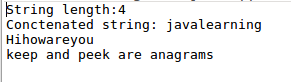 String length:4
Conctenated string: javalearning
Hihowareyou
keep and peek are anagrams